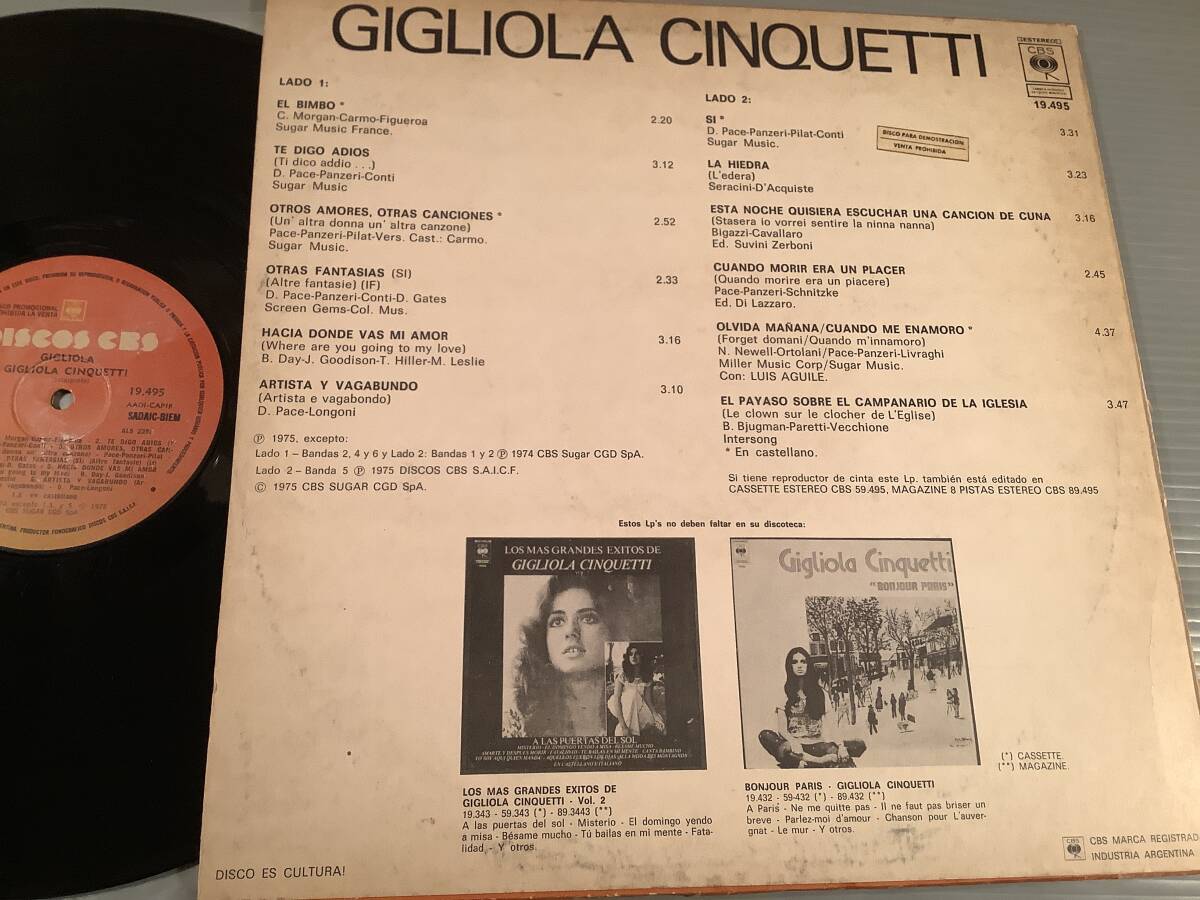 GIGLIOLA CINQUETTI
ESTEREO
CBS
19.495
LADO 1:
EL BIMBO *
C. Morgan-Carmo-Figueroa
2.20
Sugar Music France.
TE DIGO ADIOS
(Ti dico addio . . .)
3.12
D. Pace-Panzeri-Conti
Sugar Music
OTROS AMORES, OTRAS CANCIONES *
(Un' altra donna un' altra canzone)
2.52
Pace-Panzeri-Pilat-Vers. Cast.: Carmo.
Sugar Music.
OTRAS FANTASIAS (SI)
(Altre fantasie) (IF)
2.33
D. Pace-Panzeri-Conti-D. Gates
Screen Gems-Col. Mus.
HACIA DONDE VAS MI AMOR
(Where are you going to my love)
3.16
B. Day-J. Goodison-T. Hiller-M. Leslie
ARTISTA Y VAGABUNDO
(Artista e vagabondo)
3.10
D. Pace-Longoni
Ⓟ 1975, excepto:
Lado 1 - Bandas 2, 4 y 6 y Lado 2: Bandas 1 y 2 Ⓟ 1974 CBS Sugar CGD SpA.
Lado 2 - Banda 5 Ⓟ 1975 DISCOS CBS S.A.I.C.F.
© 1975 CBS SUGAR CGD SpA.
LADO 2:
SI *
D. Pace-Panzeri-Pilat-Conti
3.31
Sugar Music.
DISCO PARA DEMOSTRACION
VENTA PROHIBIDA
LA HIEDRA
(L'edera)
3.23
Seracini-D'Acquiste
ESTA NOCHE QUISIERA ESCUCHAR UNA CANCION DE CUNA
3.16
(Stasera io vorrei sentire la ninna nanna)
Bigazzi-Cavallaro
Ed. Suvini Zerboni
CUANDO MORIR ERA UN PLACER
2.45
(Quando morire era un piacere)
Pace-Panzeri-Schnitzke
Ed. Di Lazzaro.
OLVIDA MAÑANA/CUANDO ME ENAMORO *
4.37
(Forget domani/Quando m'innamoro)
N. Newell-Ortolani/Pace-Panzeri-Livraghi
Miller Music Corp/Sugar Music.
Con: LUIS AGUILE.
EL PAYASO SOBRE EL CAMPANARIO DE LA IGLESIA
3.47
(Le clown sur le clocher de L'Eglise)
B. Bjugman-Paretti-Vecchione
Intersong
* En castellano.
Si tiene reproductor de cinta este Lp. también está editado en
CASSETTE ESTEREO CBS 59.495, MAGAZINE 8 PISTAS ESTEREO CBS 89.495
Estos Lp's no deben faltar en su discoteca:
LOS MAS GRANDES EXITOS DE
GIGLIOLA CINQUETTI
A LAS PUERTAS DEL SOL
Gigliola Cinquetti
"BONJOUR PARIS"
(*) CASSETTE.
(**) MAGAZINE.
LOS MAS GRANDES EXITOS DE
GIGLIOLA CINQUETTI - Vol. 2
19.343 - 59.343 (*) - 89.3443 (**)
A las puertas del sol - Misterio - El domingo yendo
a misa - Bésame mucho - Tú bailas en mi mente - Fata-
lidad, - Y otros.
BONJOUR PARIS - GIGLIOLA CINQUETTI
19.432 - 59-432 (*) - 89.432 (**)
A Paris - Ne me quitte pas - Il ne faut pas briser un
breve - Parlez-moi d'amour - Chanson pour L'auver-
gnat - Le mur - Y otros.
DISCO ES CULTURA!
CBS MARCA REGISTRAD
INDUSTRIA ARGENTINA
DISCOS CBS
GIGLIOLA
GIGLIOLA CINQUETTI
19.495
AADI-CAPIF
SADAIC-BIEM